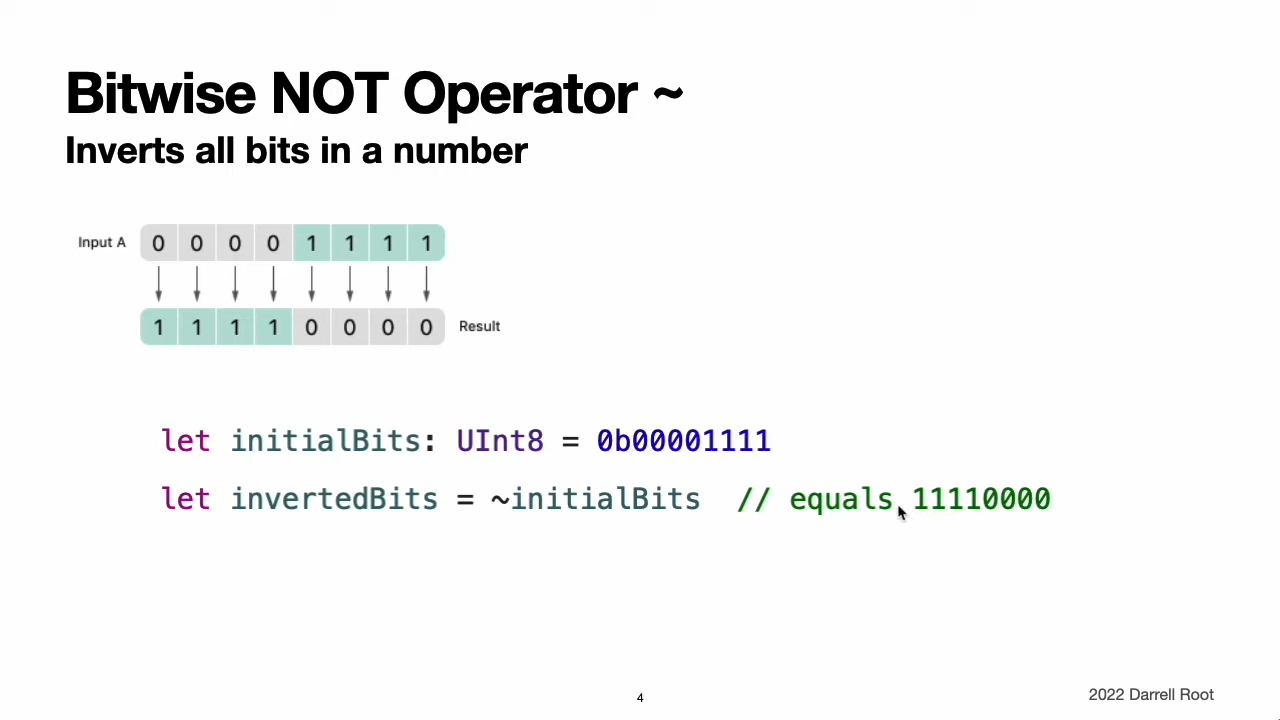 Bitwise NOT Operator ~
Inverts all bits in a number
Input A 0 0 0 0 1 1 1 1
1 1 1 1 0 0 0 0 Result
let initialBits: UInt8 = 0b00001111
let invertedBits = ~initialBits  // equals 11110000
4
2022 Darrell Root